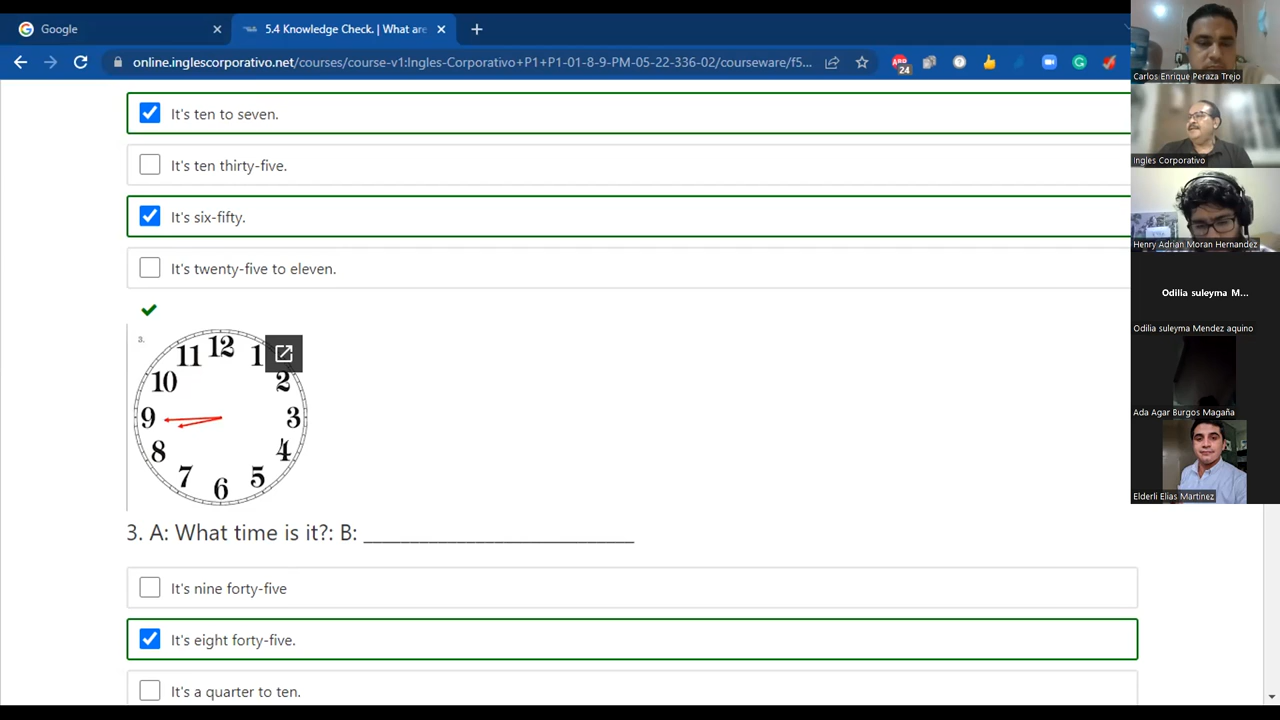 Google
5.4 Knowledge Check. | What are
online.inglescorporativo.net/courses/course-v1:Ingles-Corporativo+P1+P1-01-8-9-PM-05-22-336-02/courseware/f5...
ABP
24
It's ten to seven.
It's ten thirty-five.
It's six-fifty.
It's twenty-five to eleven.
3.
12
11
1
10
2
9
3
8
4
7
5
6
3. A: What time is it?: B: ___________________________
It's nine forty-five
It's eight forty-five.
It's a quarter to ten.
Carlos Enrique Peraza Trejo
Ingles Corporativo
Henry Adrian Moran Hernandez
Odilia suleyma M...
Odilia suleyma Mendez aquino
Ada Agar Burgos Magaña
Elderli Elias Martinez